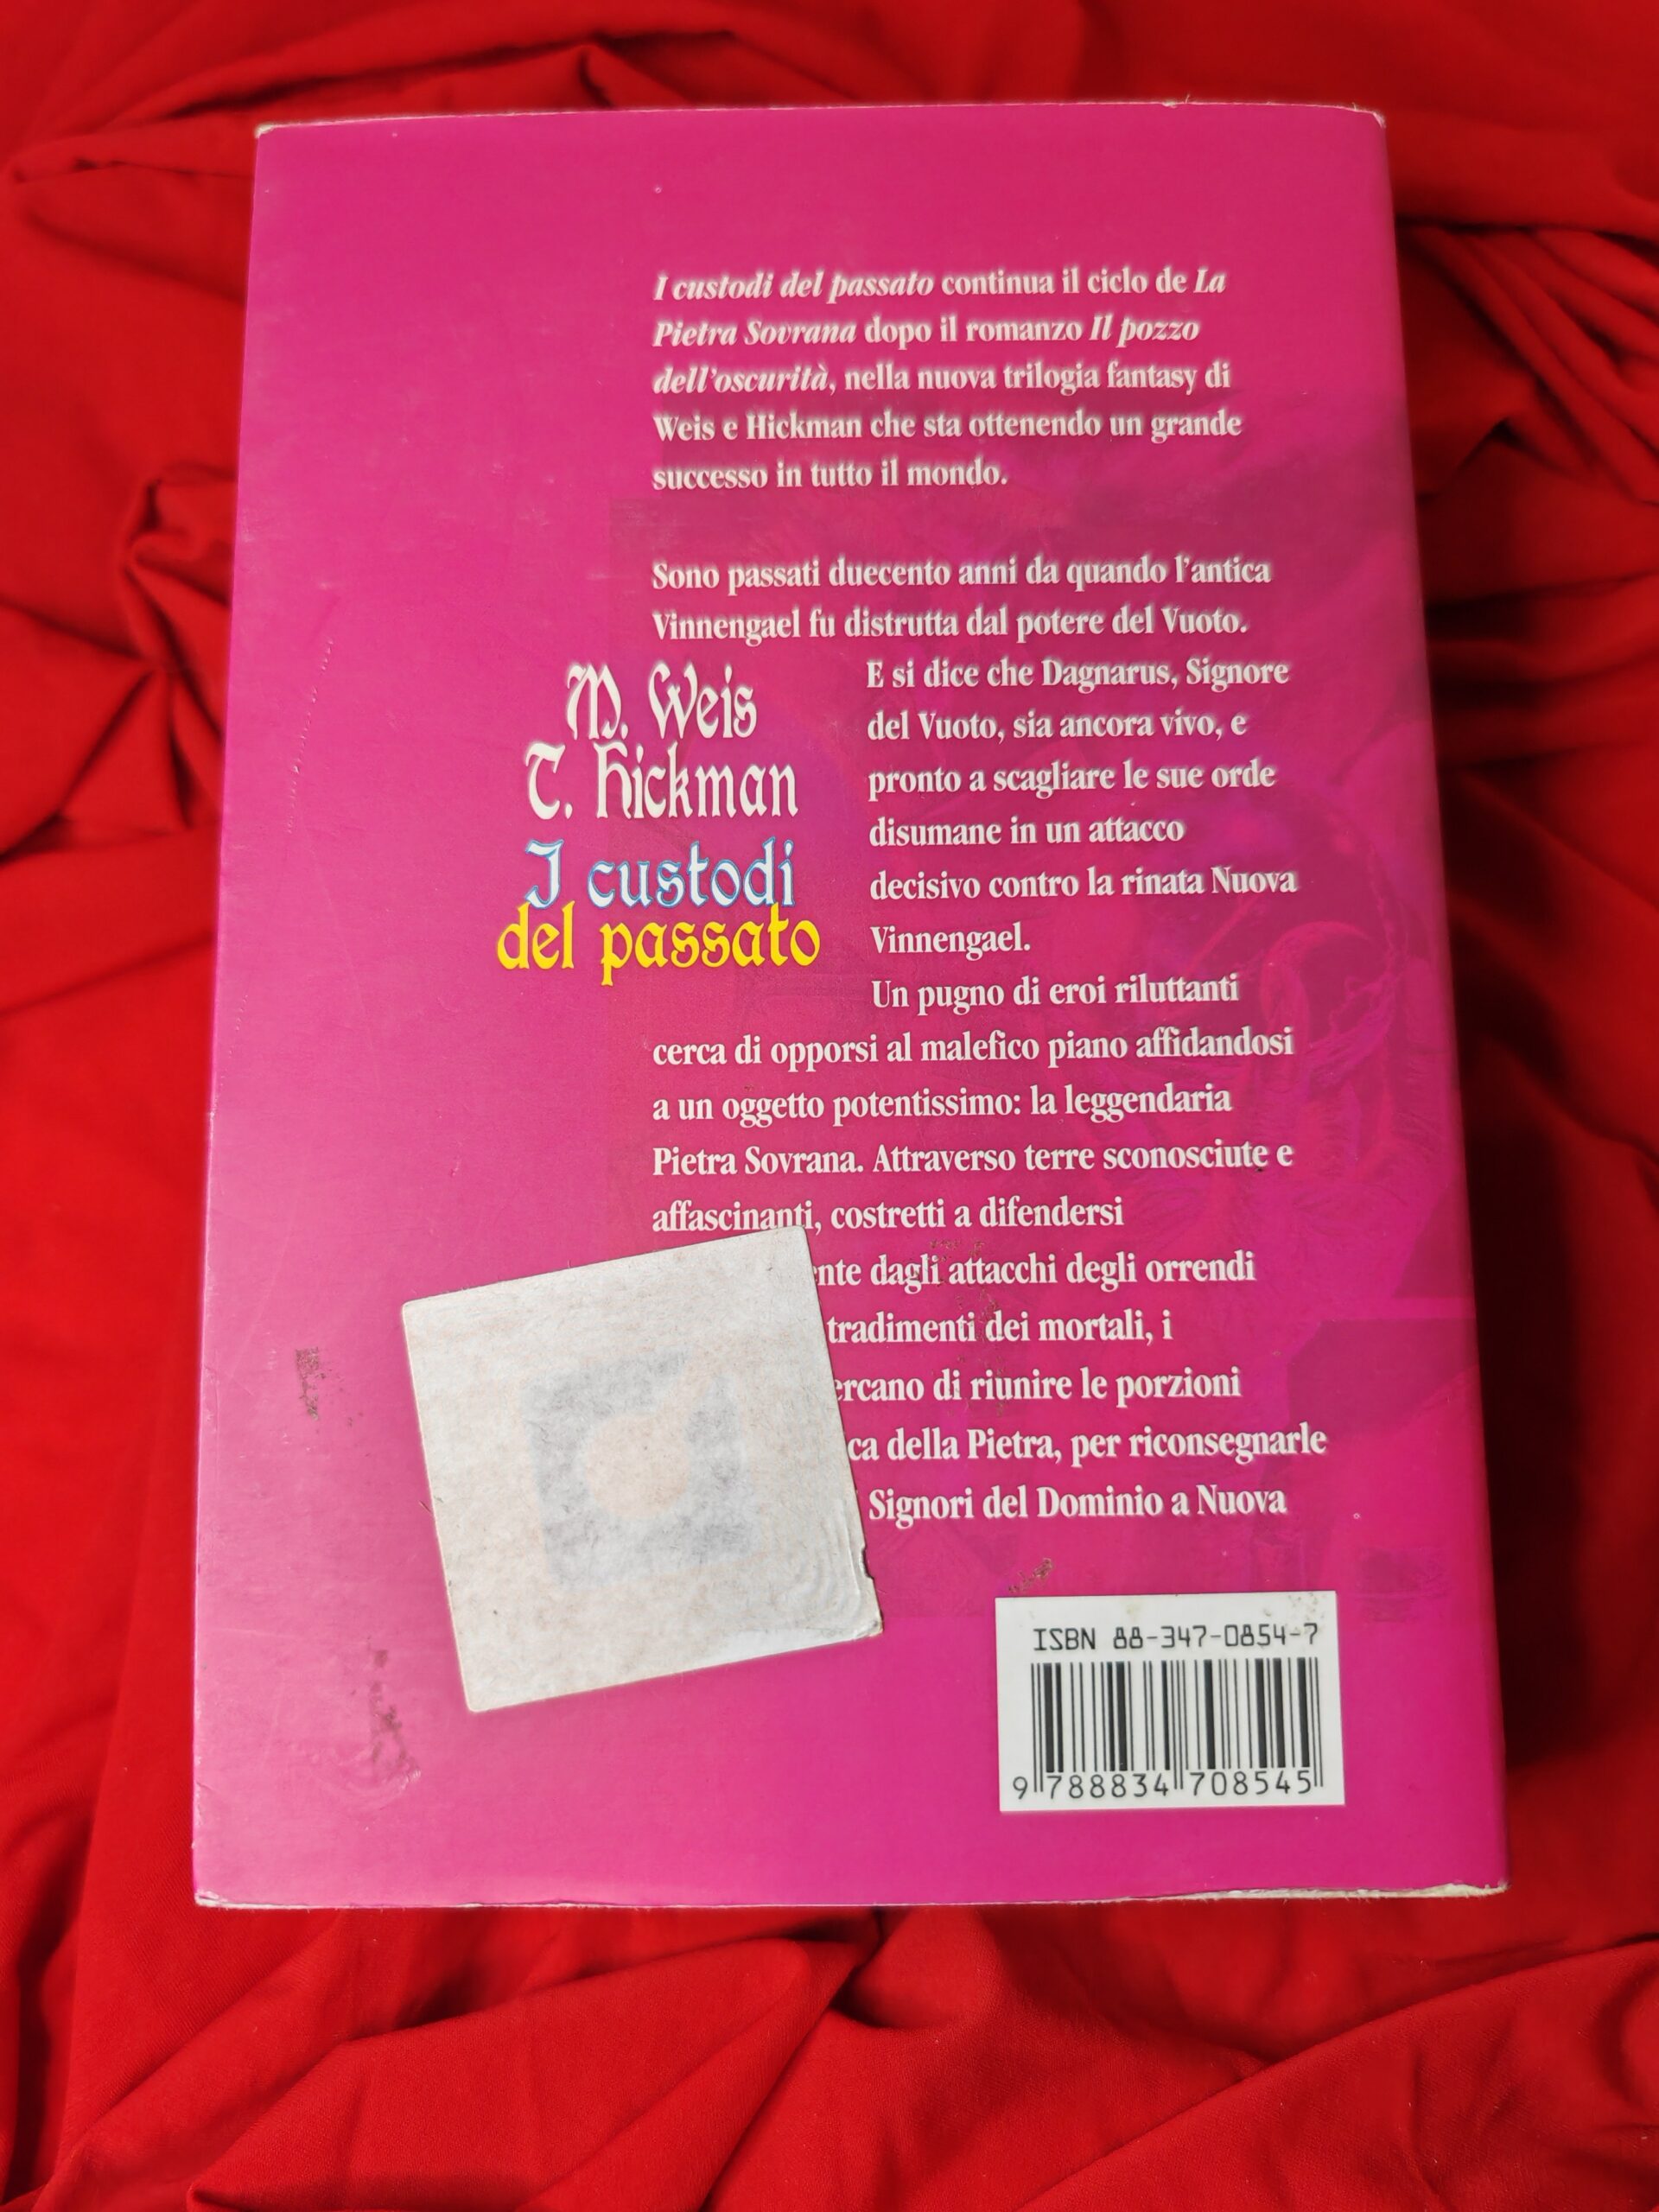 I custodi del passato continua il ciclo de La
Pietra Sovrana dopo il romanzo Il pozzo
dell'oscurità, nella nuova trilogia fantasy di
Weis e Hickman che sta ottenendo un grande
successo in tutto il mondo.
Sono passati duecento anni da quando l'antica
Vinnengael fu distrutta dal potere del Vuoto.
E si dice che Dagnarus, Signore
del Vuoto, sia ancora vivo, e
pronto a scagliare le sue orde
disumane in un attacco
decisivo contro la rinata Nuova
Vinnengael.
Un pugno di eroi riluttanti
cerca di opporsi al malefico piano affidandosi
a un oggetto potentissimo: la leggendaria
Pietra Sovrana. Attraverso terre sconosciute e
affascinanti, costretti a difendersi
dagli attacchi degli orrendi
tradimenti dei mortali, i
di riunire le porzioni
della Pietra, per riconsegnarle
Signori del Dominio a Nuova
M. Weis
T. Hickman
I custodi
del passato
ISBN 88-347-0854-7
9 788834 708545